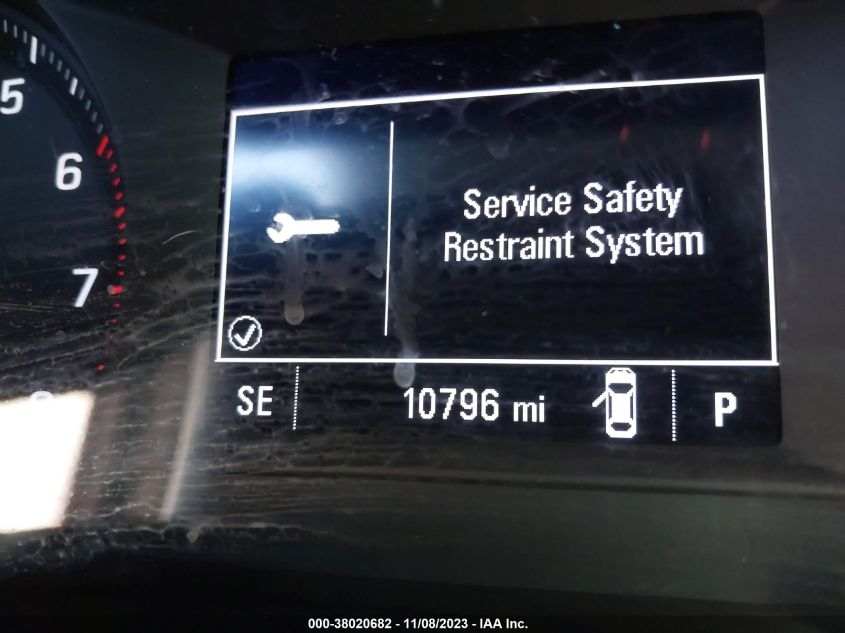 5
6
7
Service Safety
Restraint System
SE 10796 mi P
000-38020682 - 11/08/2023 - IAA Inc.